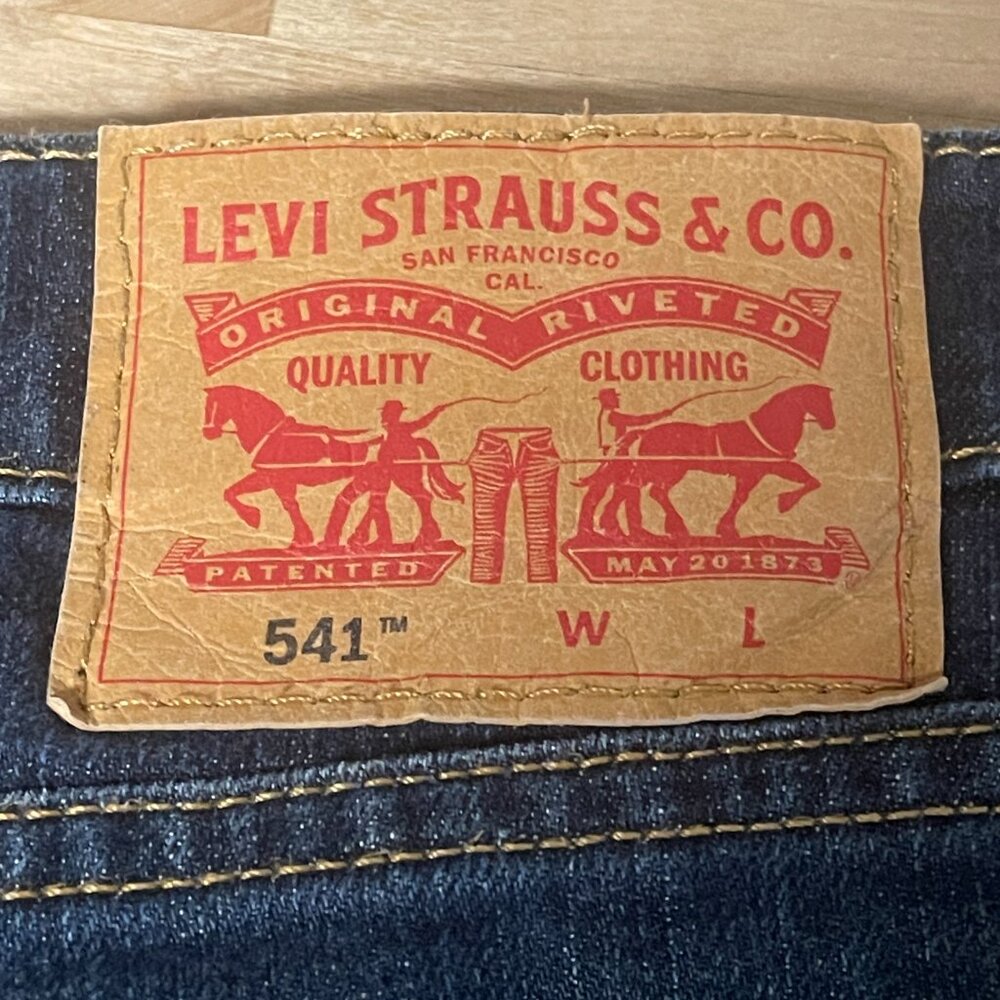 LEVI STRAUSS & CO.
SAN FRANCISCO
CAL.
ORIGINAL RIVETED
QUALITY CLOTHING
PATENTED MAY 20 1873 ®
541™ W L